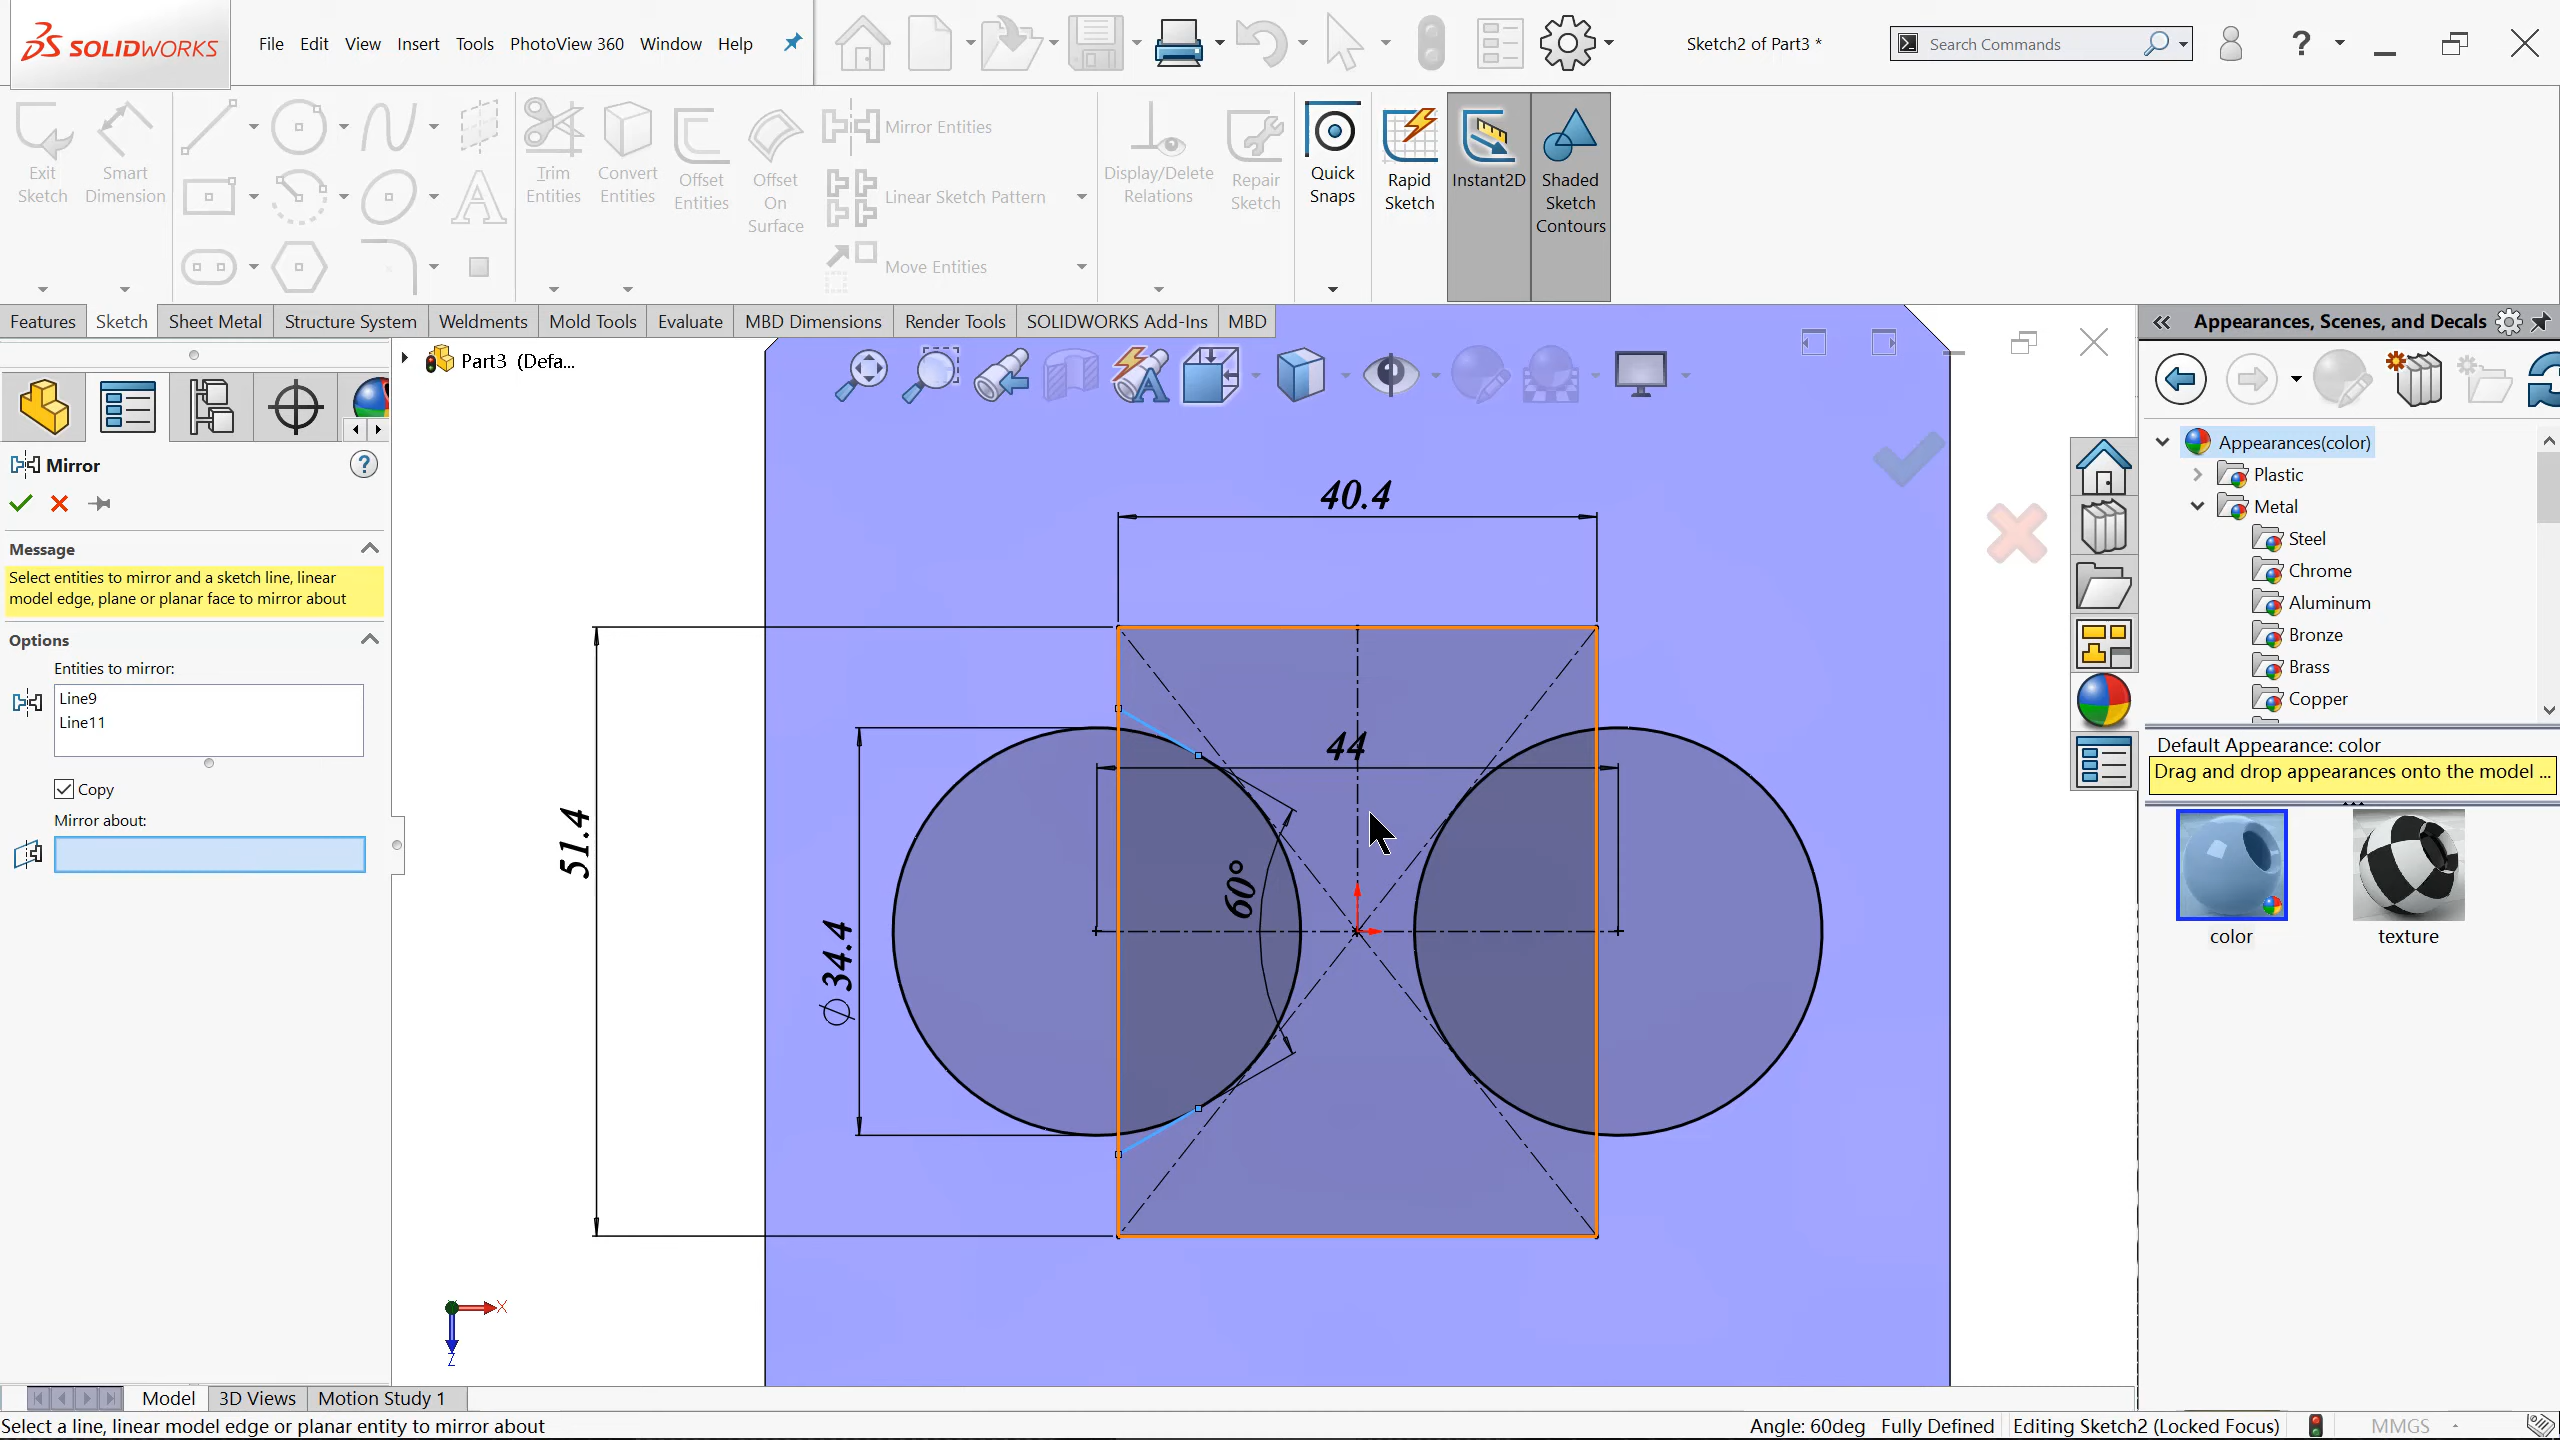 SOLIDWORKS
File Edit View Insert Tools PhotoView 360 Window Help
Sketch2 of Part3 *
Search Commands
?
Exit Sketch
Smart Dimension
Trim Entities
Convert Entities
Offset Entities
Offset On Surface
Mirror Entities
Linear Sketch Pattern
Move Entities
Display/Delete Relations
Repair Sketch
Quick Snaps
Rapid Sketch
Instant2D
Shaded Sketch Contours
Features Sketch Sheet Metal Structure System Weldments Mold Tools Evaluate MBD Dimensions Render Tools SOLIDWORKS Add-Ins MBD
Part3 (Defa...
Mirror
?
Message
Select entities to mirror and a sketch line, linear
model edge, plane or planar face to mirror about
Options
Entities to mirror:
Line9
Line11
Copy
Mirror about:
40.4
44
51.4
60°
∅34.4
X
Z
Appearances, Scenes, and Decals
Appearances(color)
Plastic
Metal
Steel
Chrome
Aluminum
Bronze
Brass
Copper
Default Appearance: color
Drag and drop appearances onto the model ...
color
texture
Model 3D Views Motion Study 1
Select a line, linear model edge or planar entity to mirror about
Angle: 60deg Fully Defined Editing Sketch2 (Locked Focus) MMGS